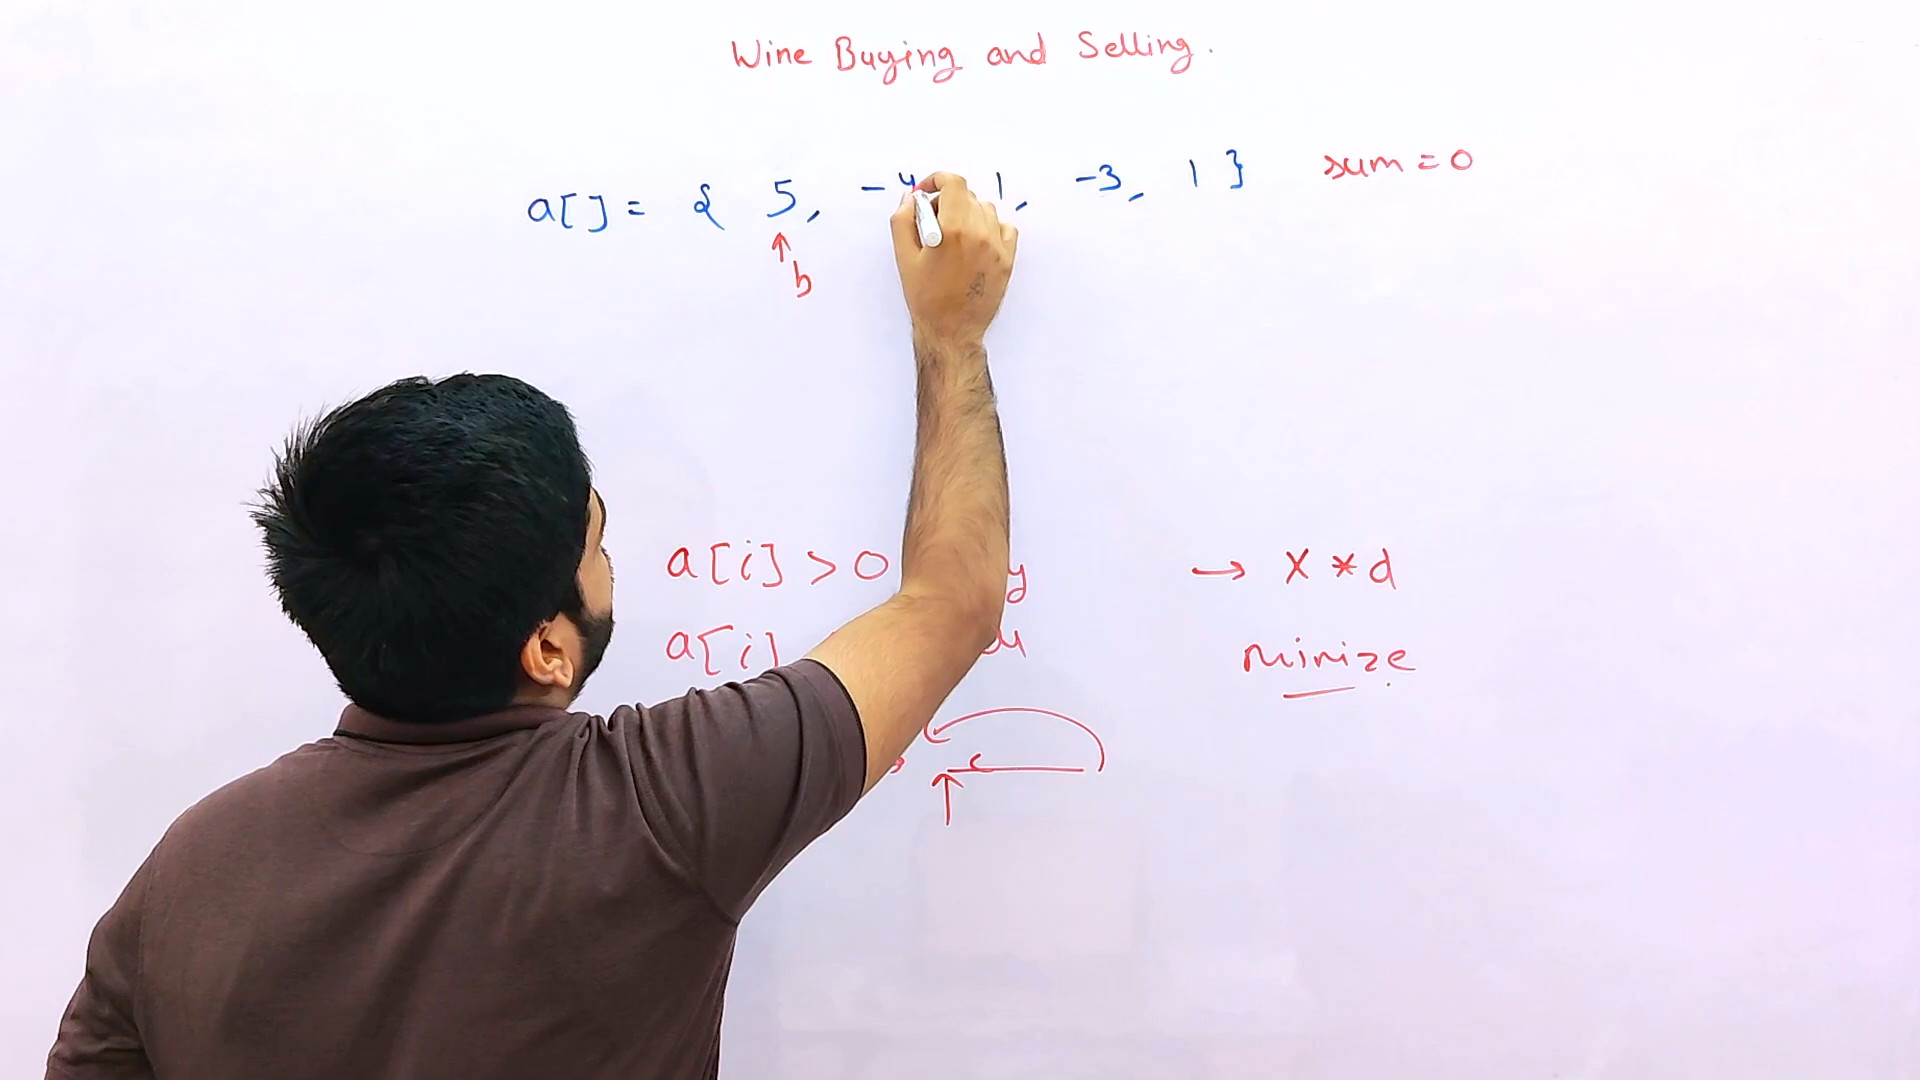 Wine Buying and Selling.
a[] = { 5, -4 1, -3, 1 } sum = 0
b
a[i] > 0 y → X * d
a[i] Minize